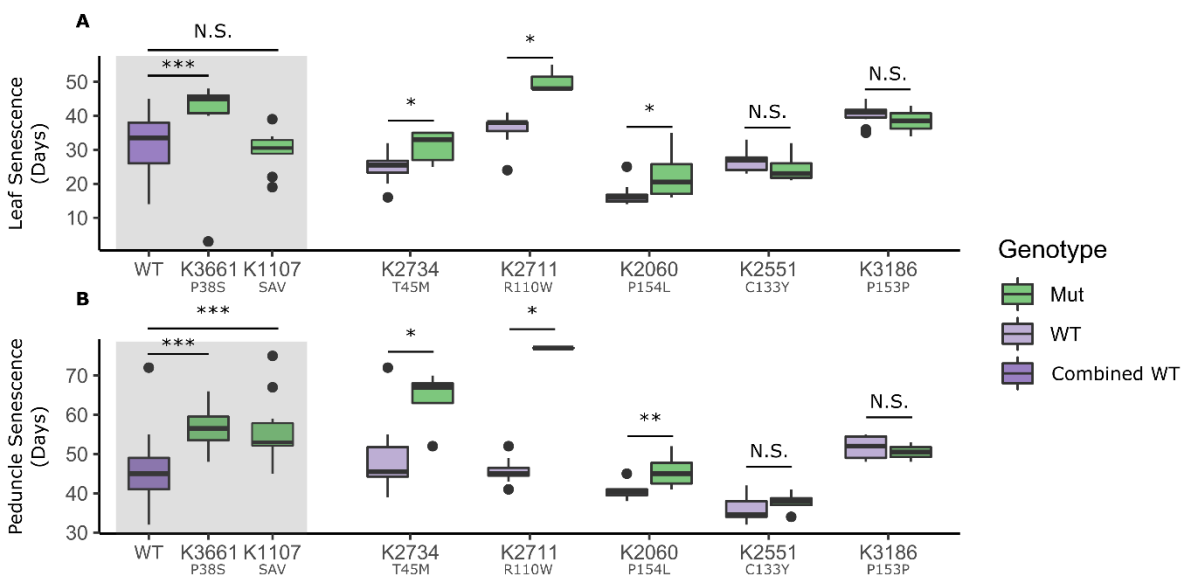 A
N.S.
***
*
*
*
N.S.
N.S.
Leaf Senescence
(Days)
50
40
30
20
10
WT K3661 K1107 K2734 K2711 K2060 K2551 K3186
P38S SAV T45M R110W P154L C133Y P153P
B
***
***
*
*
**
N.S.
N.S.
Peduncle Senescence
(Days)
70
60
50
40
30
WT K3661 K1107 K2734 K2711 K2060 K2551 K3186
P38S SAV T45M R110W P154L C133Y P153P
Genotype
Mut
WT
Combined WT